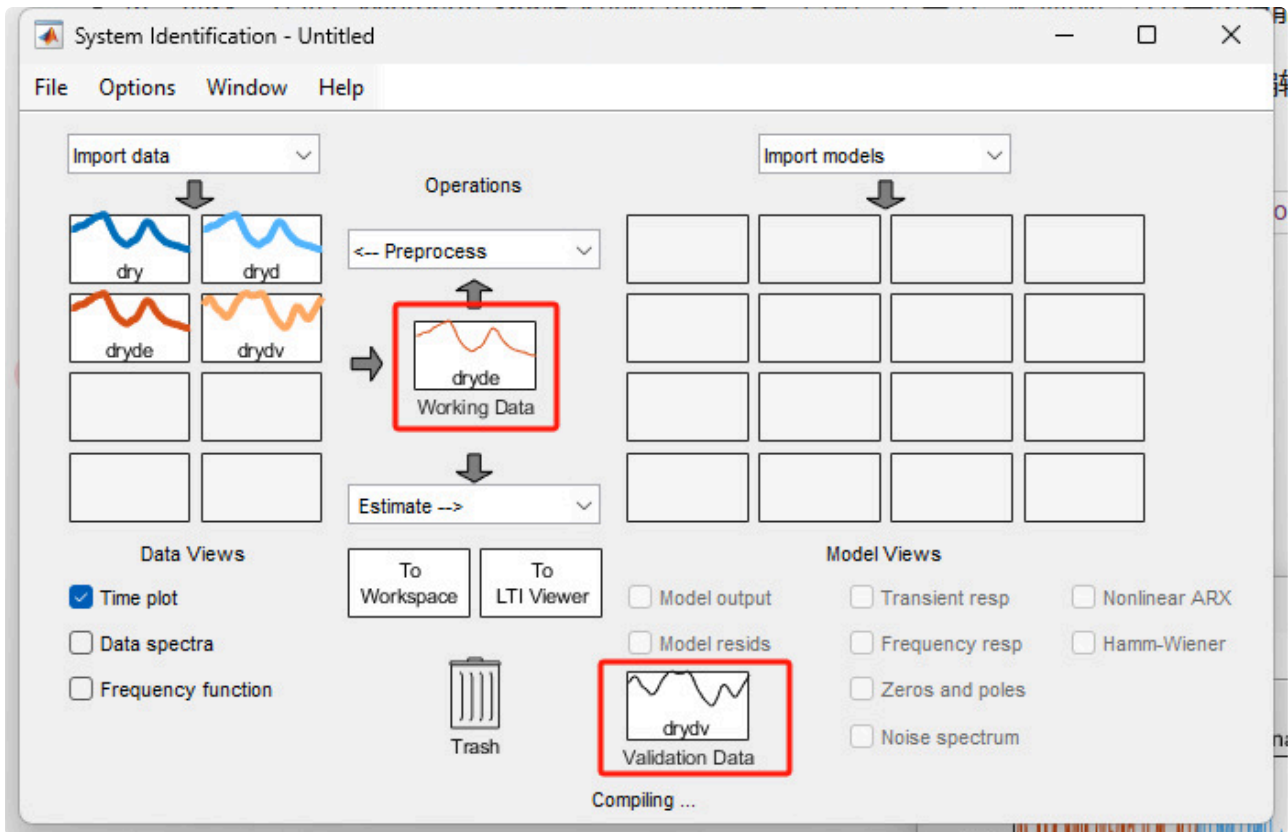 System Identification - Untitled
File Options Window Help
Import data
Import models
Operations
dry
dryd
<-- Preprocess
dryde
drydv
dryde
Working Data
Estimate -->
Data Views
Model Views
To Workspace
To LTI Viewer
Time plot
Model output
Transient resp
Nonlinear ARX
Data spectra
Model resids
Frequency resp
Hamm-Wiener
Frequency function
Zeros and poles
drydv
Trash
Noise spectrum
Validation Data
Compiling ...